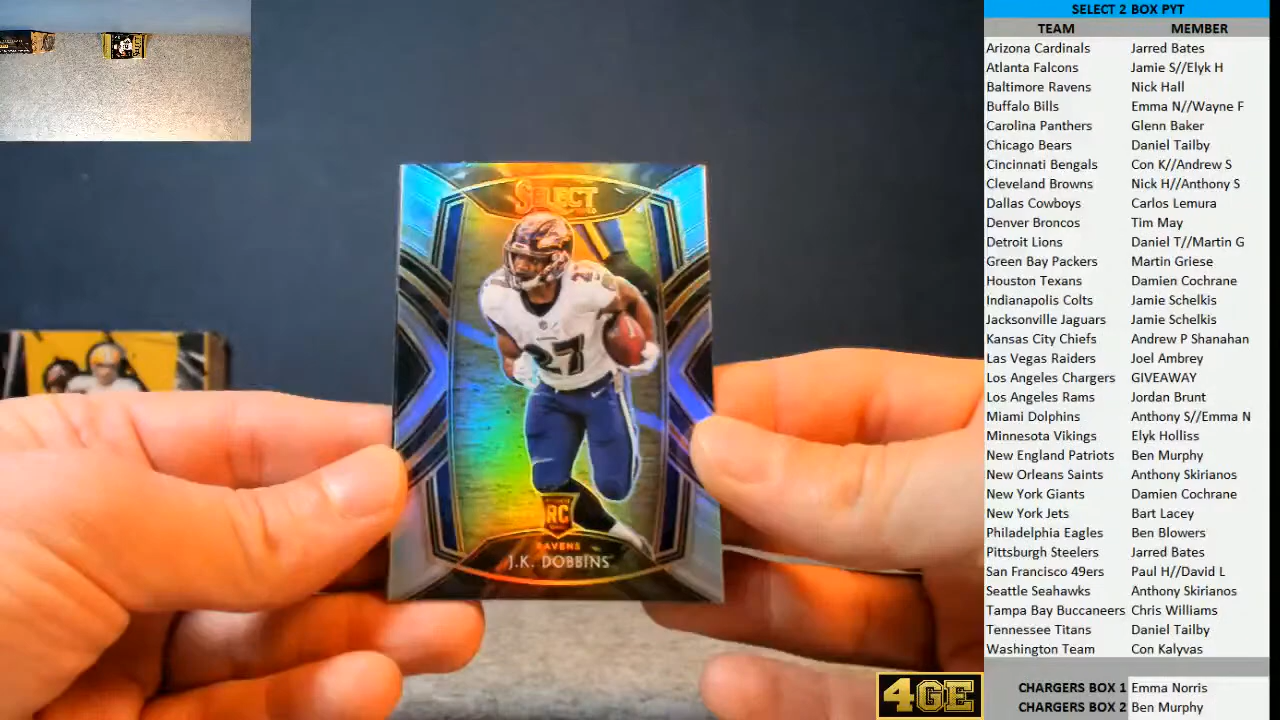 SELECT
27
RC
RAVENS
J.K. DOBBINS
4GE
SELECT 2 BOX PYT
TEAM MEMBER
Arizona Cardinals Jarred Bates
Atlanta Falcons Jamie S//Elyk H
Baltimore Ravens Nick Hall
Buffalo Bills Emma N//Wayne F
Carolina Panthers Glenn Baker
Chicago Bears Daniel Tailby
Cincinnati Bengals Con K//Andrew S
Cleveland Browns Nick H//Anthony S
Dallas Cowboys Carlos Lemura
Denver Broncos Tim May
Detroit Lions Daniel T//Martin G
Green Bay Packers Martin Griese
Houston Texans Damien Cochrane
Indianapolis Colts Jamie Schelkis
Jacksonville Jaguars Jamie Schelkis
Kansas City Chiefs Andrew P Shanahan
Las Vegas Raiders Joel Ambrey
Los Angeles Chargers GIVEAWAY
Los Angeles Rams Jordan Brunt
Miami Dolphins Anthony S//Emma N
Minnesota Vikings Elyk Holliss
New England Patriots Ben Murphy
New Orleans Saints Anthony Skirianos
New York Giants Damien Cochrane
New York Jets Bart Lacey
Philadelphia Eagles Ben Blowers
Pittsburgh Steelers Jarred Bates
San Francisco 49ers Paul H//David L
Seattle Seahawks Anthony Skirianos
Tampa Bay Buccaneers Chris Williams
Tennessee Titans Daniel Tailby
Washington Team Con Kalyvas
CHARGERS BOX 1 Emma Norris
CHARGERS BOX 2 Ben Murphy